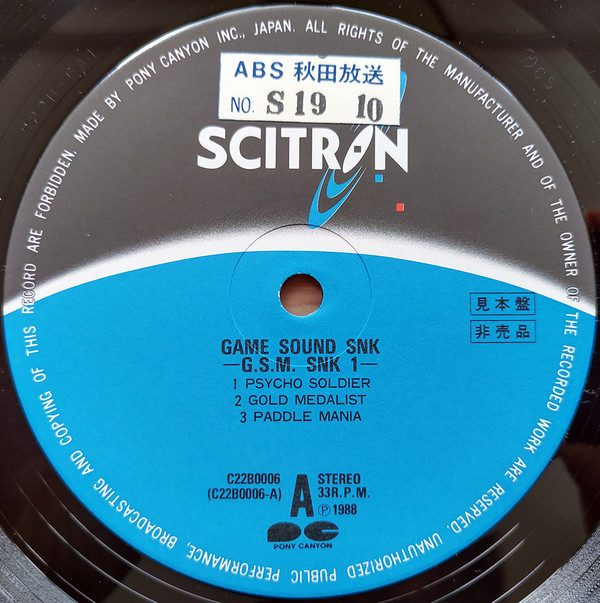 MADE BY PONY CANYON INC., JAPAN. ALL RIGHTS OF THE MANUFACTURER AND OF THE OWNER OF THE RECORDED WORK ARE RESERVED. UNAUTHORIZED PUBLIC PERFORMANCE, BROADCASTING AND COPYING OF THIS RECORD ARE FORBIDDEN.
ABS 秋田放送
NO. S19 10
SCITRON
見本盤
非売品
GAME SOUND SNK
—G.S.M. SNK 1—
1 PSYCHO SOLDIER
2 GOLD MEDALIST
3 PADDLE MANIA
C22B0006
(C22B0006-A)
A
STEREO
33R.P.M.
Ⓟ 1988
PONY CANYON